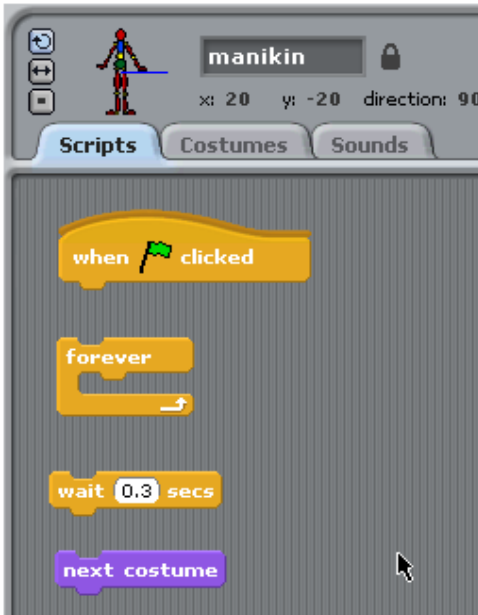 manikin
x: 20 y: -20 direction: 90
Scripts Costumes Sounds
when clicked
forever
wait 0.3 secs
next costume